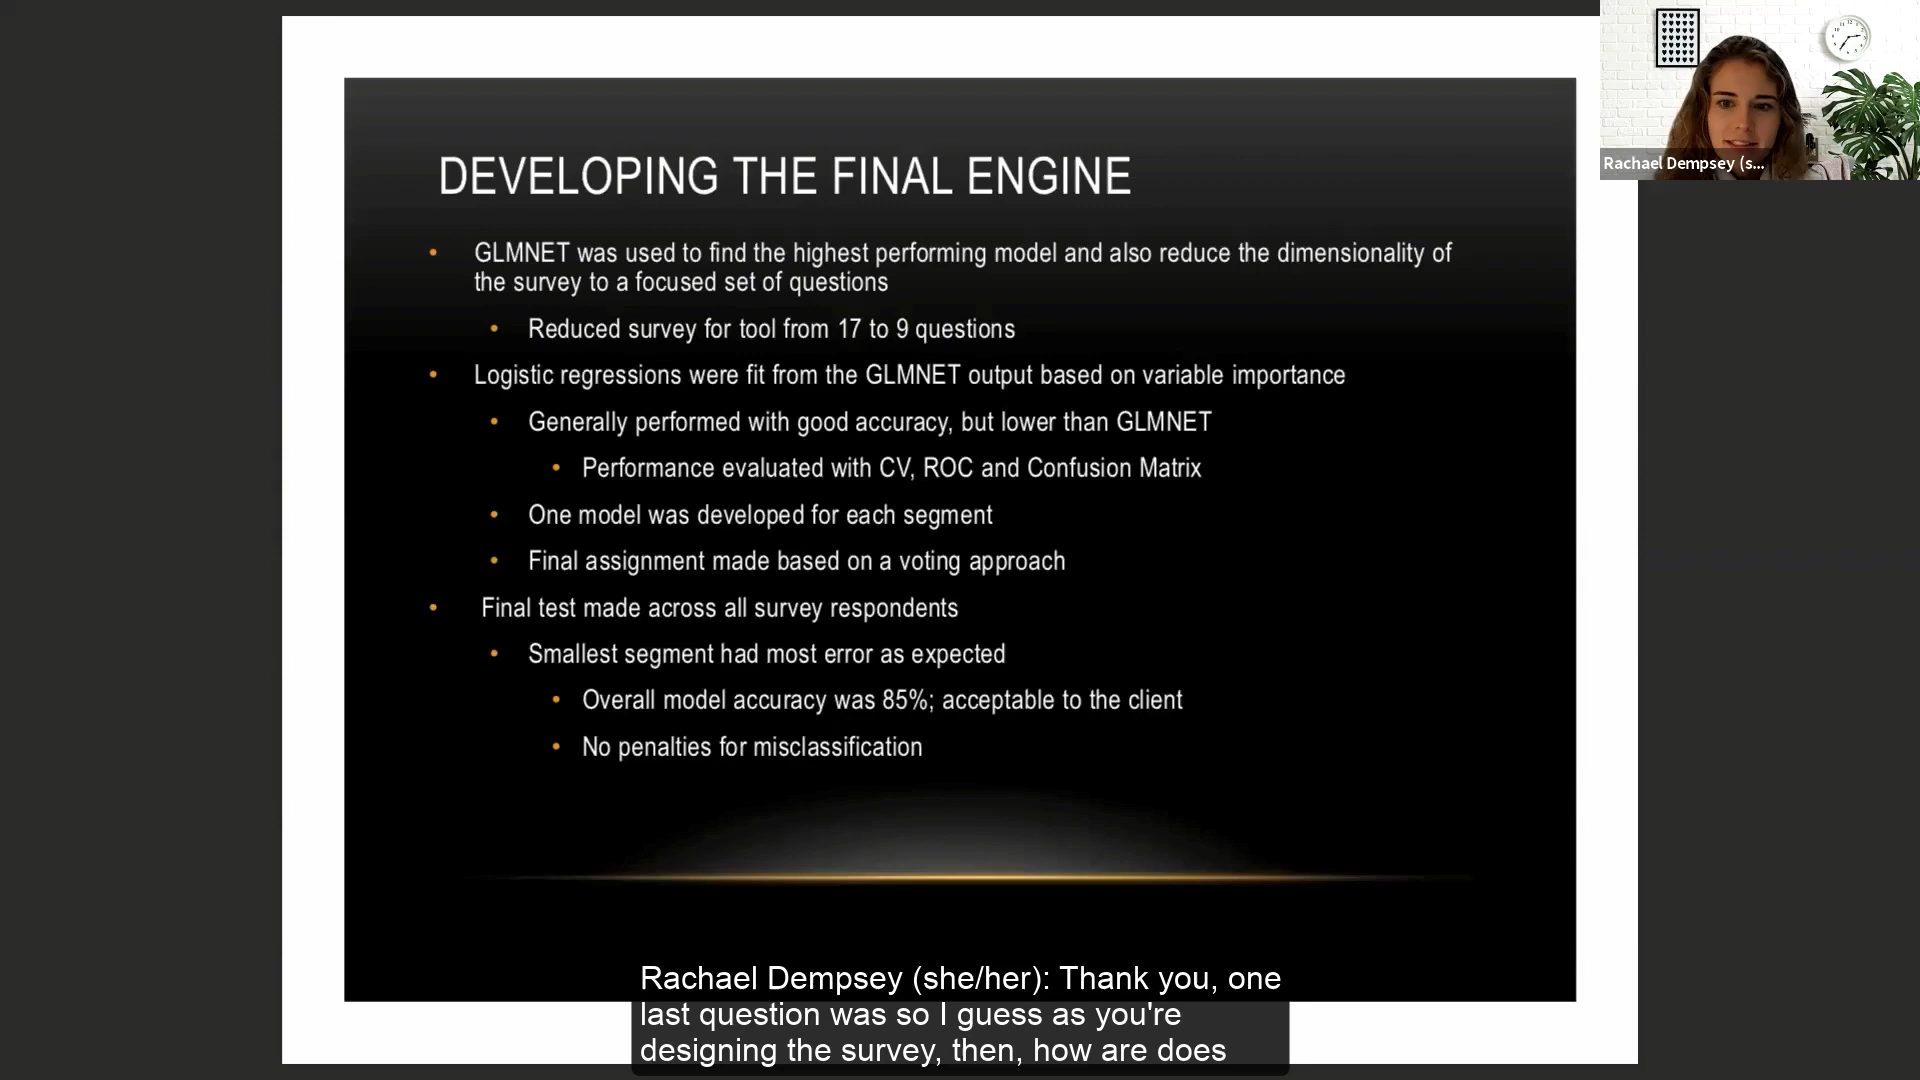 DEVELOPING THE FINAL ENGINE
• GLMNET was used to find the highest performing model and also reduce the dimensionality of
the survey to a focused set of questions
• Reduced survey for tool from 17 to 9 questions
• Logistic regressions were fit from the GLMNET output based on variable importance
• Generally performed with good accuracy, but lower than GLMNET
• Performance evaluated with CV, ROC and Confusion Matrix
• One model was developed for each segment
• Final assignment made based on a voting approach
• Final test made across all survey respondents
• Smallest segment had most error as expected
• Overall model accuracy was 85%; acceptable to the client
• No penalties for misclassification
Rachael Dempsey (s...
Rachael Dempsey (she/her): Thank you, one
last question was so I guess as you're
designing the survey, then, how are does